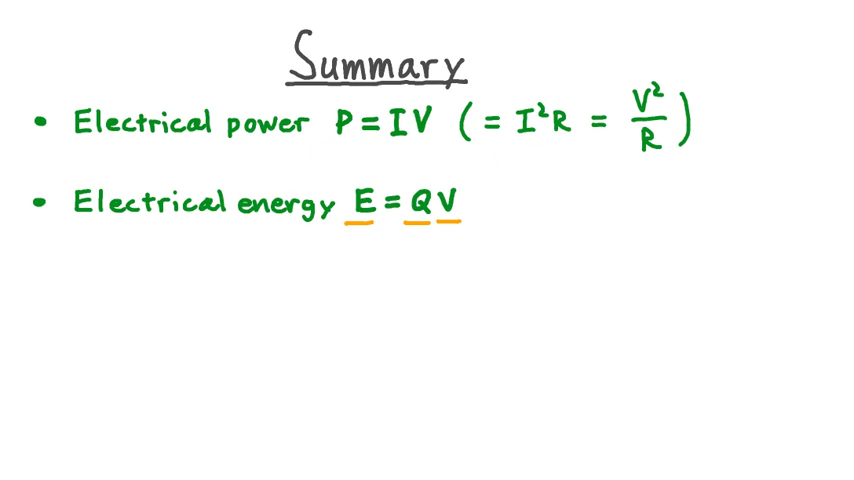 Summary
• Electrical power P = IV ( = I²R = V²/R )
• Electrical energy E = QV